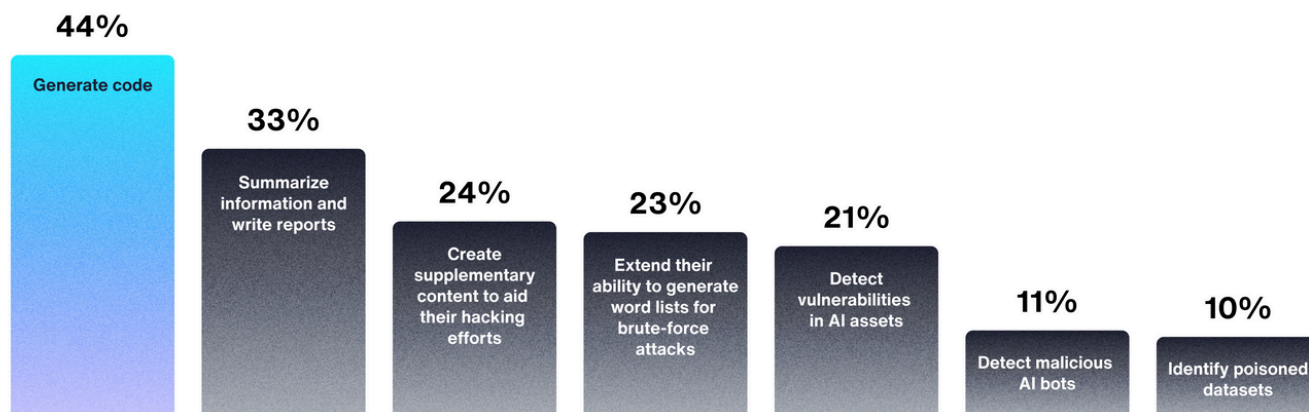 44%
Generate code
33%
Summarize
information and
write reports
24%
Create
supplementary
content to aid
their hacking
efforts
23%
Extend their
ability to generate
word lists for
brute-force
attacks
21%
Detect
vulnerabilities
in AI assets
11%
Detect malicious
AI bots
10%
Identify poisoned
datasets